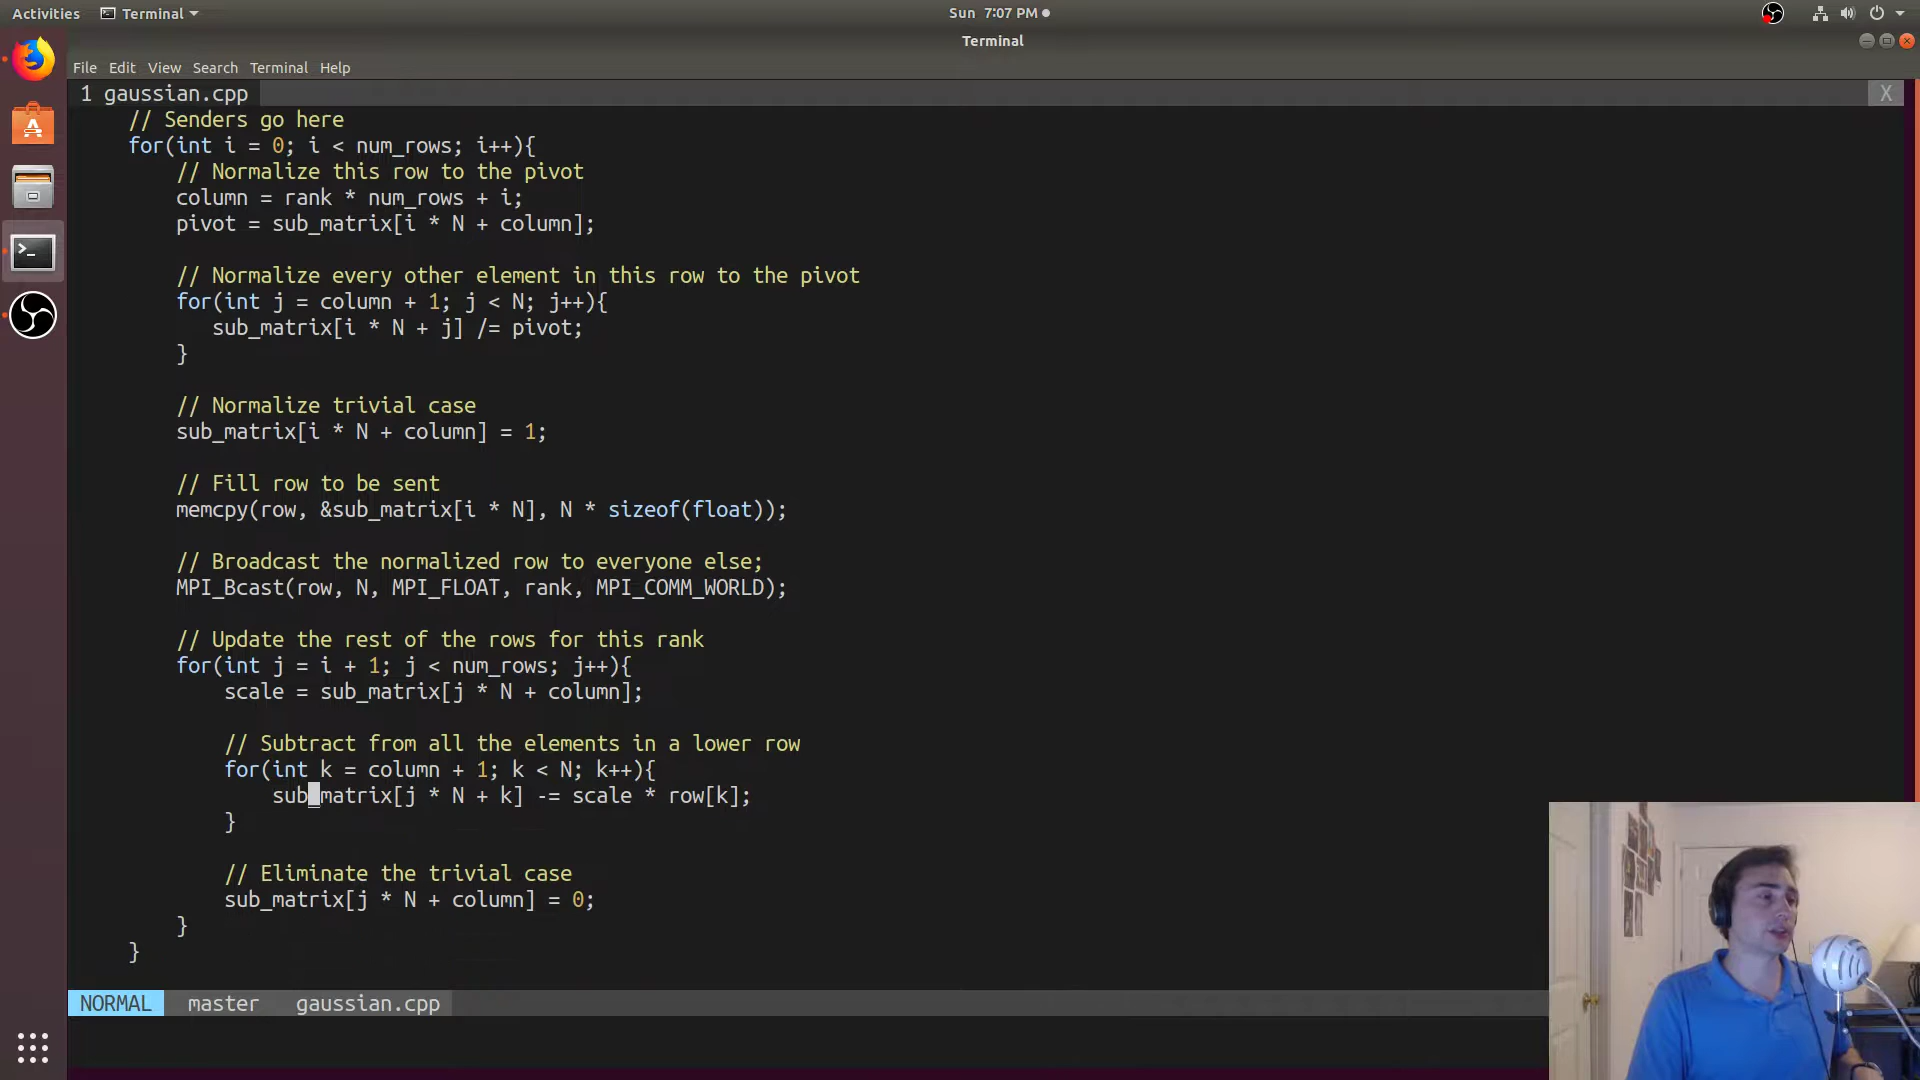 Activities Terminal Sun 7:07 PM
Terminal
File Edit View Search Terminal Help
1 gaussian.cpp X
// Senders go here
for(int i = 0; i < num_rows; i++){
// Normalize this row to the pivot
column = rank * num_rows + i;
pivot = sub_matrix[i * N + column];
// Normalize every other element in this row to the pivot
for(int j = column + 1; j < N; j++){
sub_matrix[i * N + j] /= pivot;
}
// Normalize trivial case
sub_matrix[i * N + column] = 1;
// Fill row to be sent
memcpy(row, &sub_matrix[i * N], N * sizeof(float));
// Broadcast the normalized row to everyone else;
MPI_Bcast(row, N, MPI_FLOAT, rank, MPI_COMM_WORLD);
// Update the rest of the rows for this rank
for(int j = i + 1; j < num_rows; j++){
scale = sub_matrix[j * N + column];
// Subtract from all the elements in a lower row
for(int k = column + 1; k < N; k++){
sub_matrix[j * N + k] -= scale * row[k];
}
// Eliminate the trivial case
sub_matrix[j * N + column] = 0;
}
}
NORMAL master gaussian.cpp